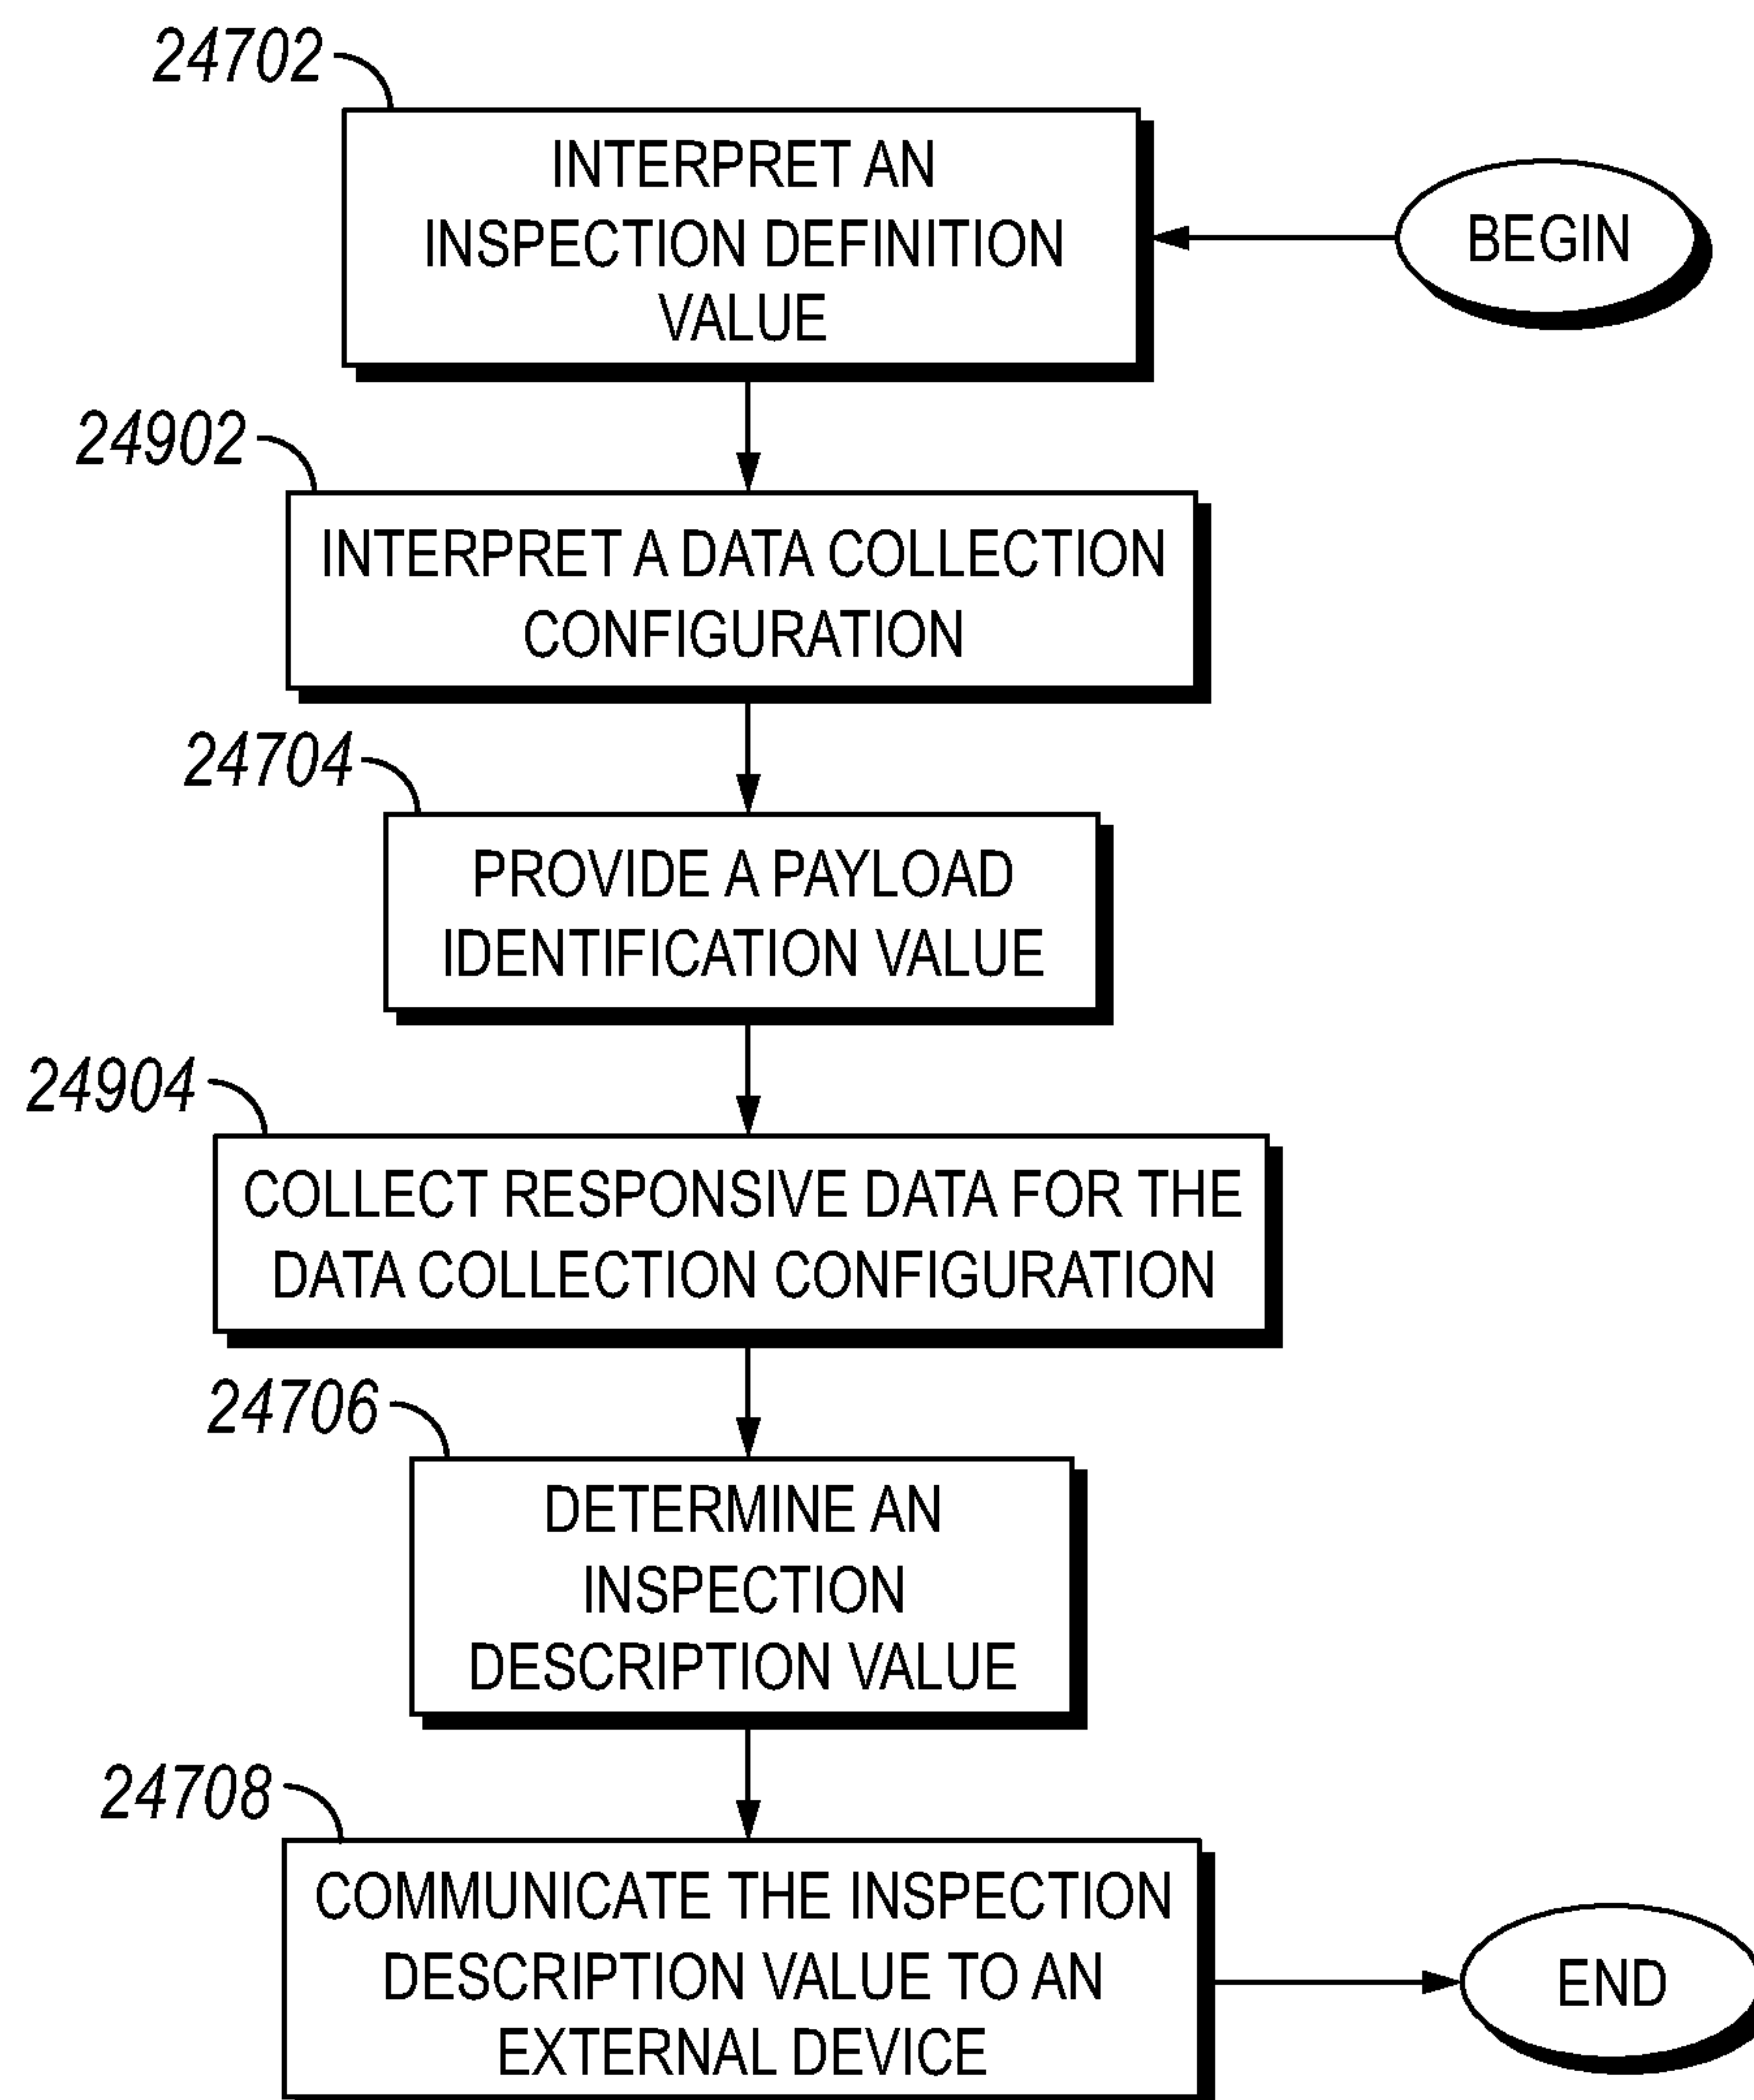 24702
INTERPRET AN
INSPECTION DEFINITION
VALUE
BEGIN
24902
INTERPRET A DATA COLLECTION
CONFIGURATION
24704
PROVIDE A PAYLOAD
IDENTIFICATION VALUE
24904
COLLECT RESPONSIVE DATA FOR THE
DATA COLLECTION CONFIGURATION
24706
DETERMINE AN
INSPECTION
DESCRIPTION VALUE
24708
COMMUNICATE THE INSPECTION
DESCRIPTION VALUE TO AN
EXTERNAL DEVICE
END